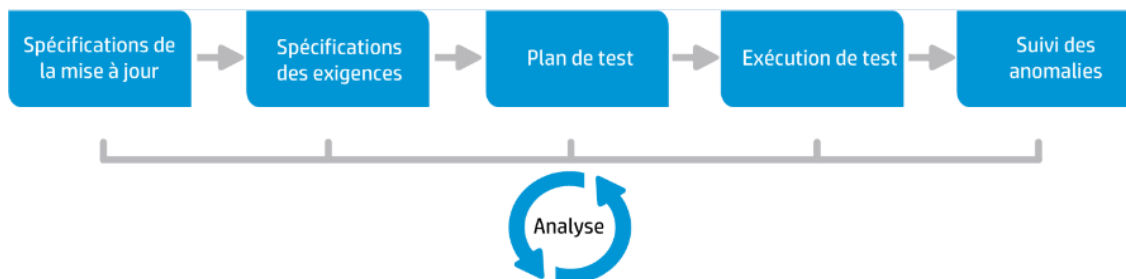 Spécifications de
la mise à jour
Spécifications
des exigences
Plan de test
Exécution de test
Suivi des
anomalies
Analyse